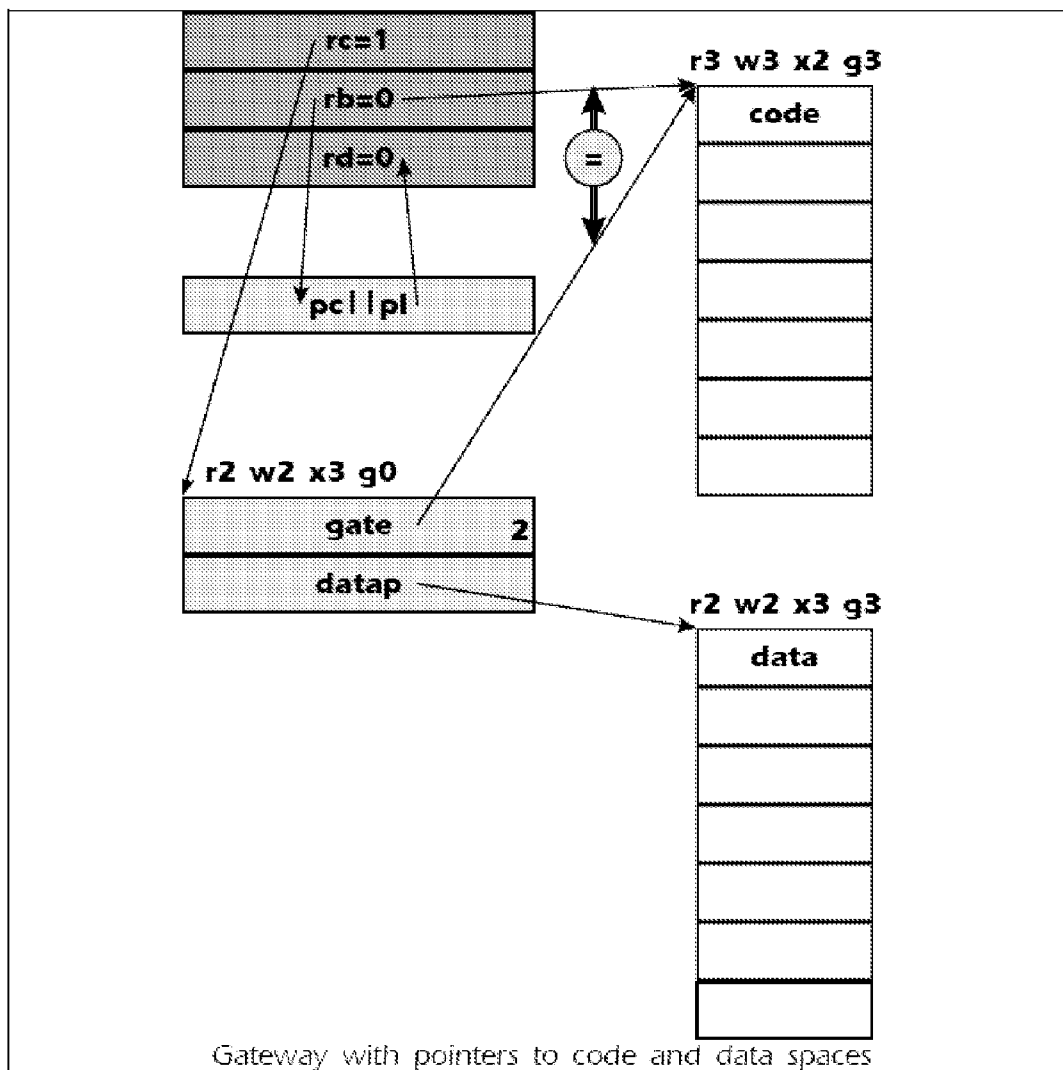 rc=1
rb=0
rd=0
pc||pl
r3 w3 x2 g3
code
=
r2 w2 x3 g0
gate 2
datap
r2 w2 x3 g3
data
Gateway with pointers to code and data spaces